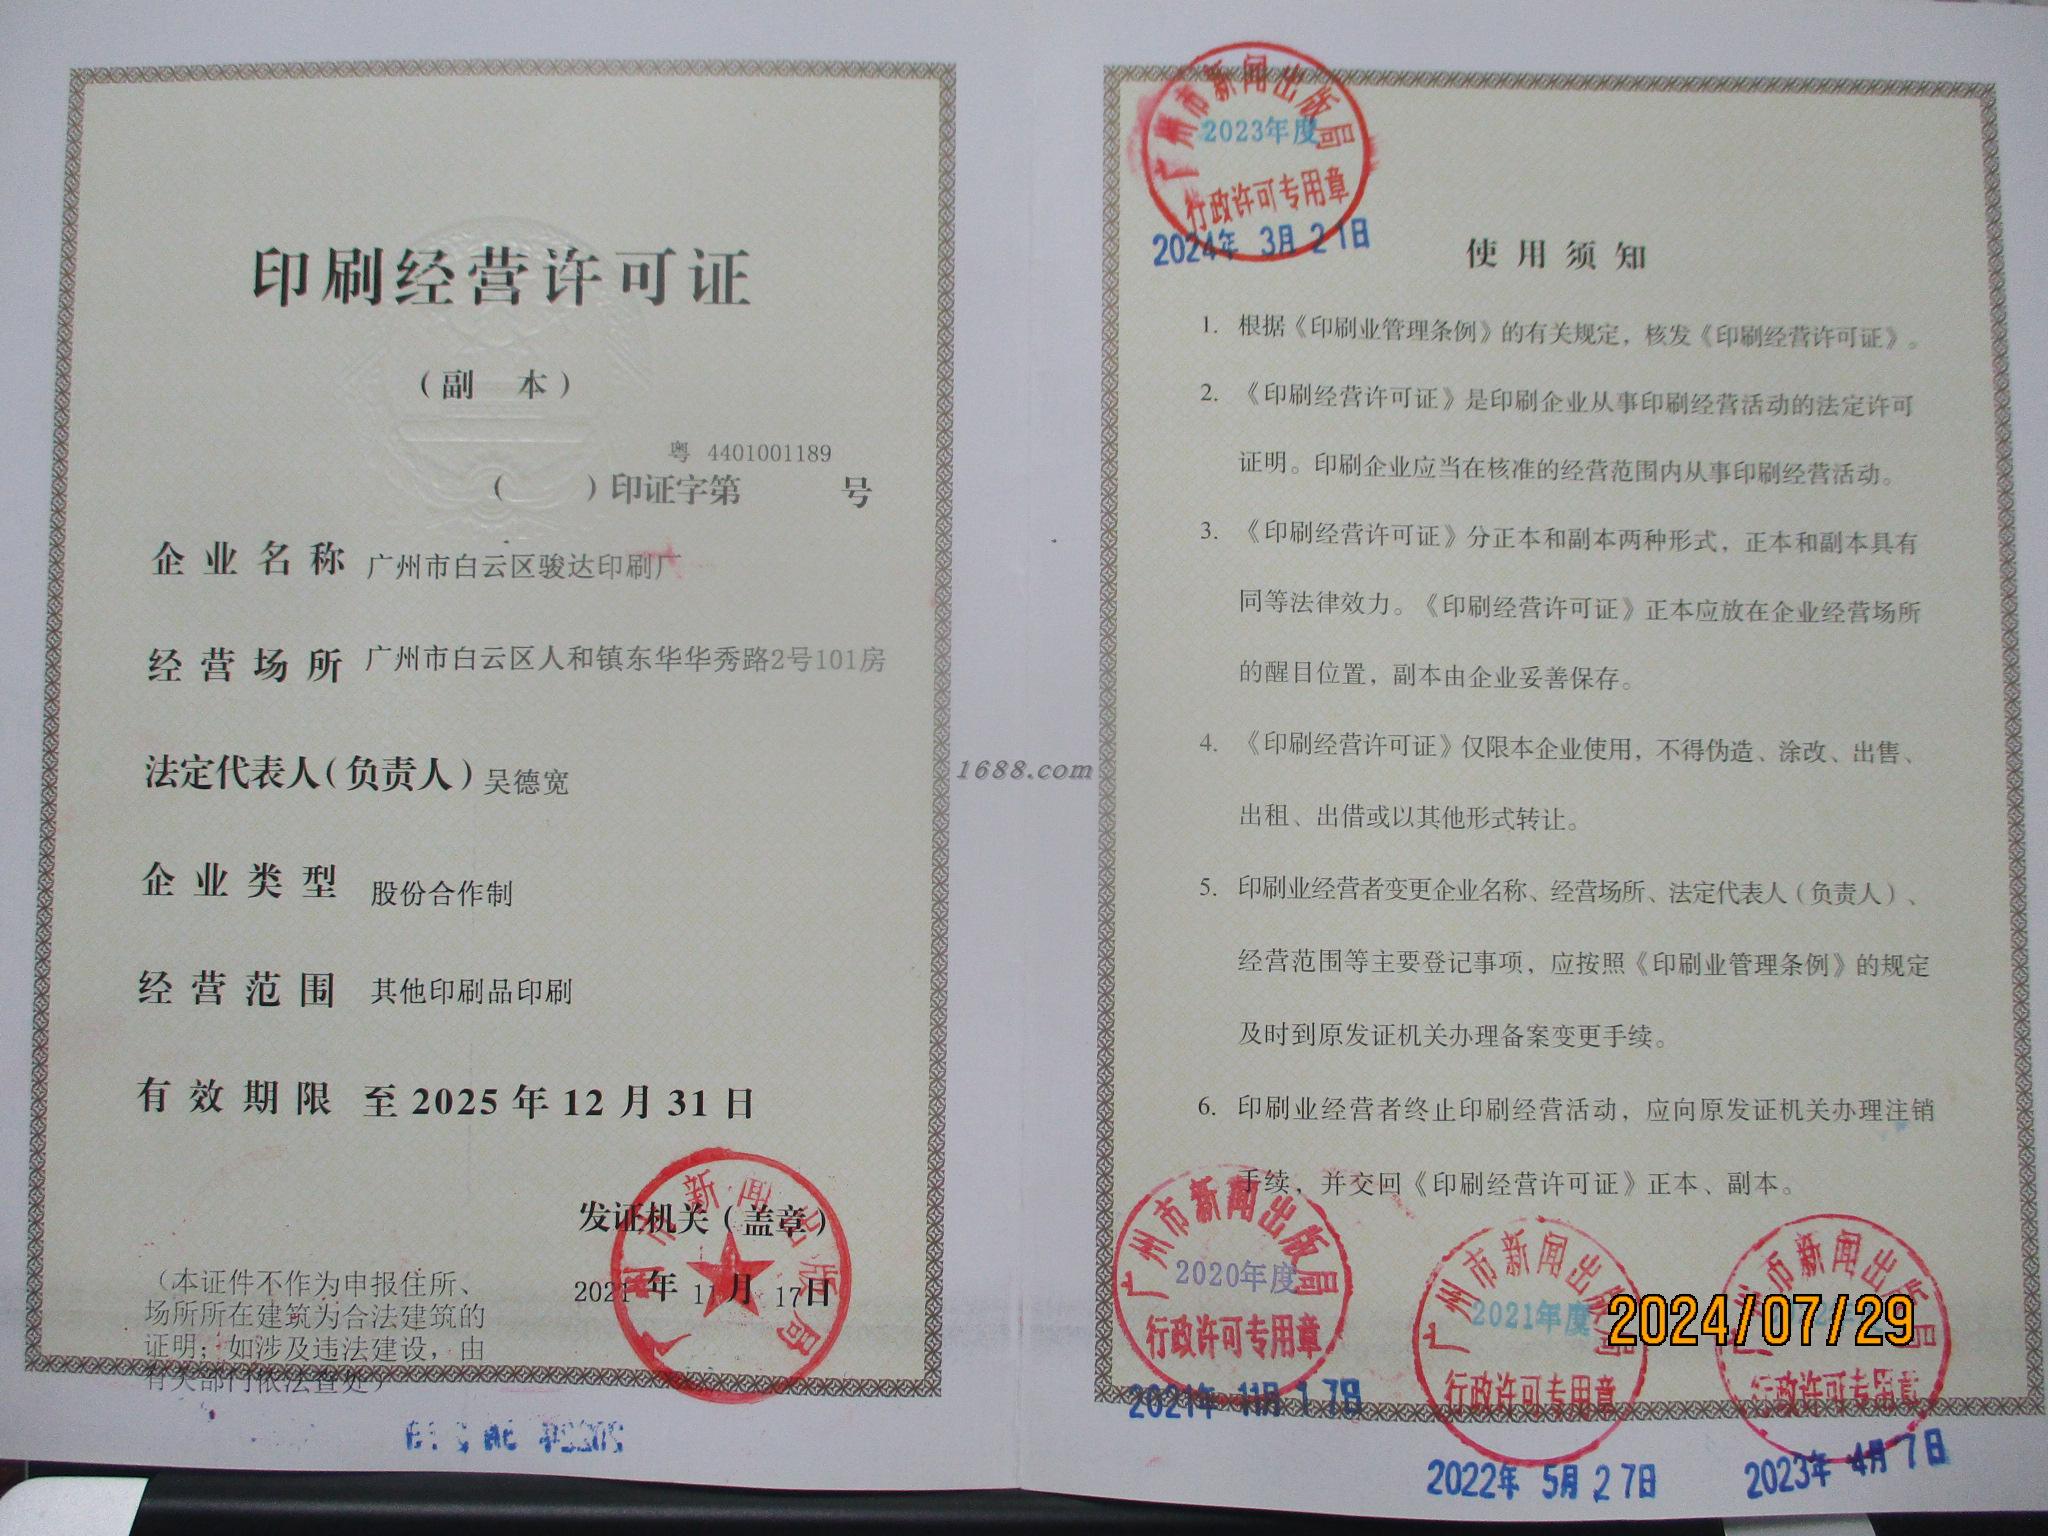 印刷经营许可证
（副 本）
粤 4401001189
（ ）印证字第 号
企业名称 广州市白云区骏达印刷厂
经营场所 广州市白云区人和镇东华华秀路2号101房
法定代表人（负责人）吴德宽
企业类型 股份合作制
经营范围 其他印刷品印刷
有效期限 至2025年12月31日
发证机关（盖章）
2021年11月17日
广州市新闻出版局
（本证件不作为申报住所、
场所所在建筑为合法建筑的
证明；如涉及违法建设，由
有关部门依法查处）
1688.com
广州市新闻出版局
2023年度
行政许可专用章
2024年 3月 21日
使用须知
1. 根据《印刷业管理条例》的有关规定，核发《印刷经营许可证》。
2. 《印刷经营许可证》是印刷企业从事印刷经营活动的法定许可
证明。印刷企业应当在核准的经营范围内从事印刷经营活动。
3. 《印刷经营许可证》分正本和副本两种形式，正本和副本具有
同等法律效力。《印刷经营许可证》正本应放在企业经营场所
的醒目位置，副本由企业妥善保存。
4. 《印刷经营许可证》仅限本企业使用，不得伪造、涂改、出售、
出租、出借或以其他形式转让。
5. 印刷业经营者变更企业名称、经营场所、法定代表人（负责人）、
经营范围等主要登记事项，应按照《印刷业管理条例》的规定
及时到原发证机关办理备案变更手续。
6. 印刷业经营者终止印刷经营活动，应向原发证机关办理注销
手续，并交回《印刷经营许可证》正本、副本。
广州市新闻出版局
2020年度
行政许可专用章
2021年 11月 17日
广州市新闻出版局
2021年度
行政许可专用章
2022年 5月 27日
广州市新闻出版局
行政许可专用章
2023年 4月 7日
2024/07/29